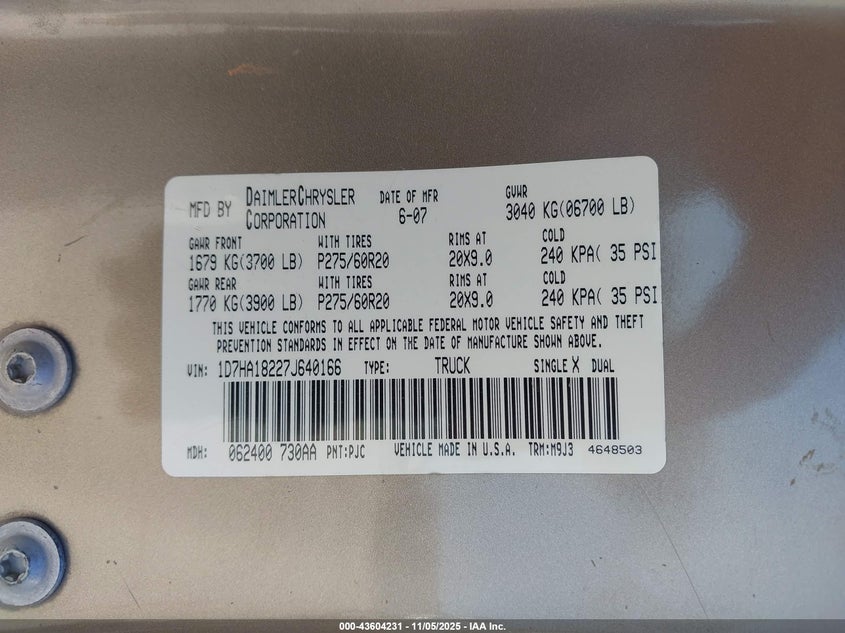 MFD BY DAIMLERCHRYSLER CORPORATION DATE OF MFR 6-07 GVWR 3040 KG(06700 LB)
GAWR FRONT WITH TIRES RIMS AT COLD
1679 KG(3700 LB) P275/60R20 20X9.0 240 KPA( 35 PSI
GAWR REAR WITH TIRES RIMS AT COLD
1770 KG(3900 LB) P275/60R20 20X9.0 240 KPA( 35 PSI
THIS VEHICLE CONFORMS TO ALL APPLICABLE FEDERAL MOTOR VEHICLE SAFETY AND THEFT
PREVENTION STANDARDS IN EFFECT ON THE DATE OF MANUFACTURE SHOWN ABOVE.
VIN: 1D7HA18227J640166 TYPE: TRUCK SINGLE X DUAL
MDH: 062400 730AA PNT:PJC VEHICLE MADE IN U.S.A. TRM:M9J3 4648503
000-43604231 - 11/05/2025 - IAA Inc.